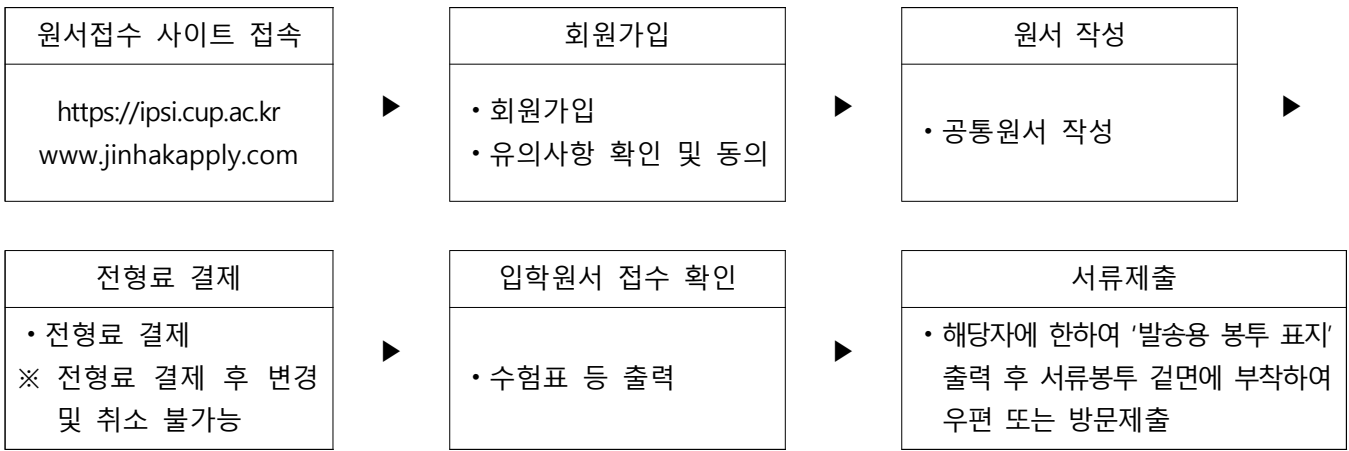 원서접수 사이트 접속
https://ipsi.cup.ac.kr
www.jinhakapply.com
▶
회원가입
・회원가입
・유의사항 확인 및 동의
▶
원서 작성
・공통원서 작성
▶
전형료 결제
・전형료 결제
※ 전형료 결제 후 변경
및 취소 불가능
▶
입학원서 접수 확인
・수험표 등 출력
▶
서류제출
・해당자에 한하여 '발송용 봉투 표지'
출력 후 서류봉투 겉면에 부착하여
우편 또는 방문제출